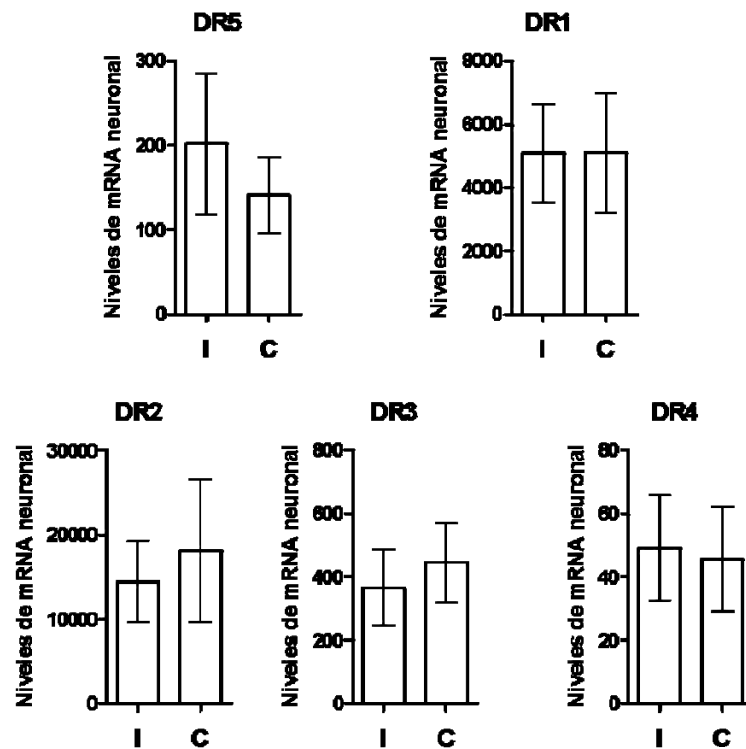 DR5
Niveles de mRNA neuronal
300
200
100
0
I C
DR1
Niveles de mRNA neuronal
8000
6000
4000
2000
0
I C
DR2
Niveles de mRNA neuronal
30000
20000
10000
0
I C
DR3
Niveles de mRNA neuronal
800
600
400
200
0
I C
DR4
Niveles de mRNA neuronal
80
60
40
20
0
I C